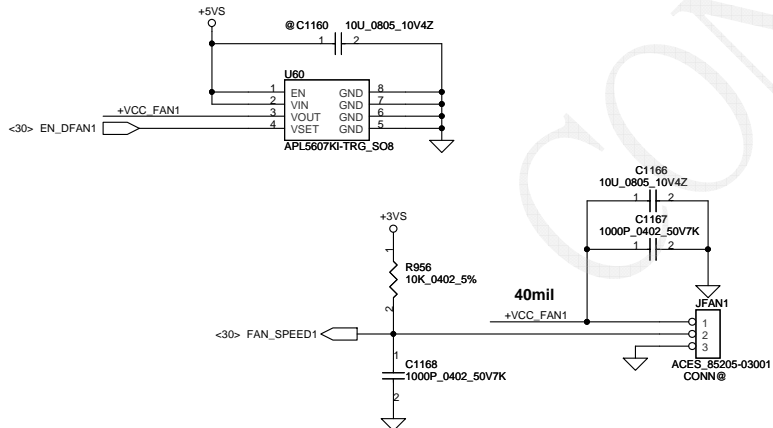 +5VS
@C1160 10U_0805_10V4Z
1 2
U60
1 EN GND 8
2 VIN GND 7
+VCC_FAN1 3 VOUT GND 6
<30> EN_DFAN1 4 VSET GND 5
APL5607KI-TRG_SO8
C1166
10U_0805_10V4Z
1 2
C1167
1000P_0402_50V7K
1 2
+3VS
1
R956
10K_0402_5%
2
40mil
+VCC_FAN1
JFAN1
1
<30> FAN_SPEED1
2
3
1
C1168
1000P_0402_50V7K
2
ACES_85205-03001
CONN@
CON